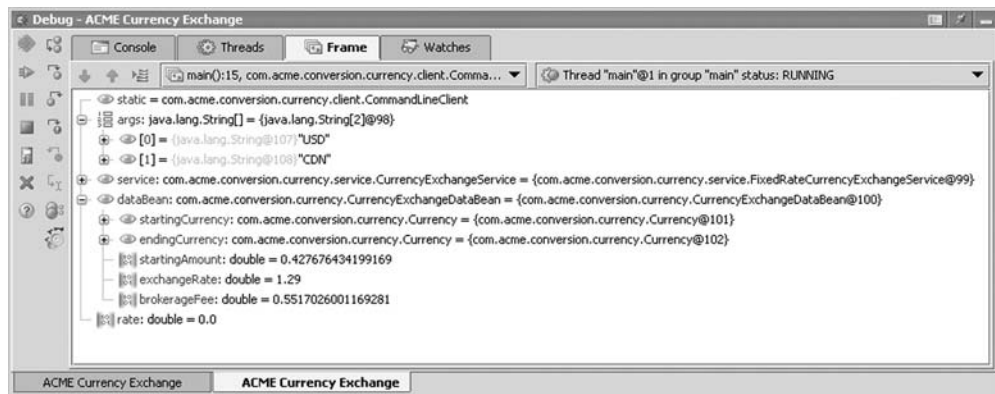 Debug - ACME Currency Exchange
Console Threads Frame Watches
main():15, com.acme.conversion.currency.client.Comma... Thread "main"@1 in group "main" status: RUNNING
static = com.acme.conversion.currency.client.CommandLineClient
args: java.lang.String[] = {java.lang.String[2]@98}
[0] = {java.lang.String@107}"USD"
[1] = {java.lang.String@108}"CDN"
service: com.acme.conversion.currency.service.CurrencyExchangeService = {com.acme.conversion.currency.service.FixedRateCurrencyExchangeService@99}
dataBean: com.acme.conversion.currency.CurrencyExchangeDataBean = {com.acme.conversion.currency.CurrencyExchangeDataBean@100}
startingCurrency: com.acme.conversion.currency.Currency = {com.acme.conversion.currency.Currency@101}
endingCurrency: com.acme.conversion.currency.Currency = {com.acme.conversion.currency.Currency@102}
startingAmount: double = 0.427676434199169
exchangeRate: double = 1.29
brokerageFee: double = 0.5517026001169281
rate: double = 0.0
ACME Currency Exchange ACME Currency Exchange